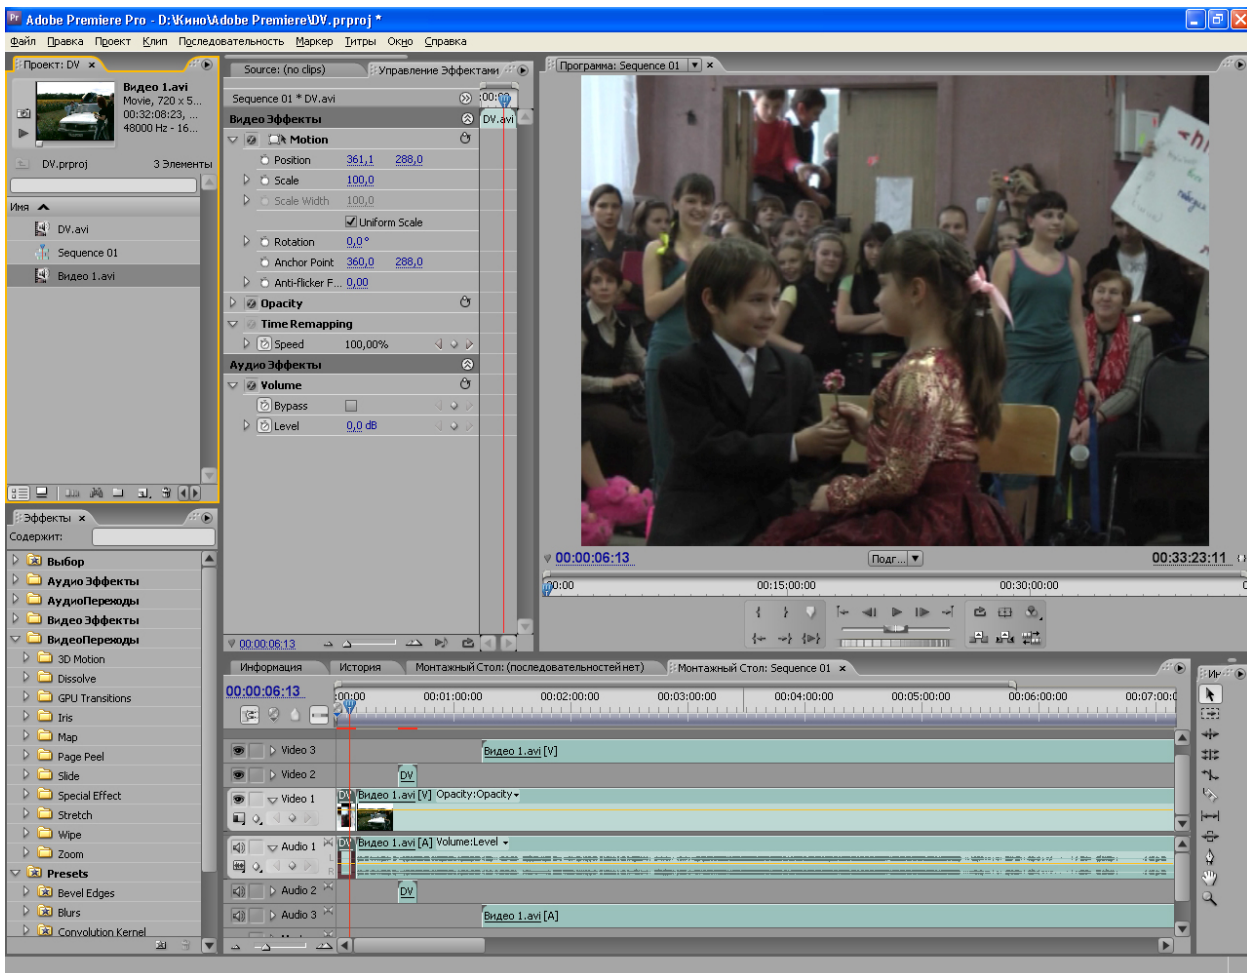 Adobe Premiere Pro - D:\Кино\Adobe Premiere\DV.prproj *
Файл Правка Проект Клип Последовательность Маркер Титры Окно Справка
Проект: DV
Видео 1.avi
Movie, 720 x 5...
00:32:08:23, ...
48000 Hz - 16...
DV.prproj 3 Элементы
Имя
DV.avi
Sequence 01
Видео 1.avi
Source: (no clips) Управление Эффектами
Sequence 01 * DV.avi
:00:00
Видео Эффекты DV.avi
Motion
Position 361,1 288,0
Scale 100,0
Scale Width 100,0
Uniform Scale
Rotation 0,0°
Anchor Point 360,0 288,0
Anti-flicker F... 0,00
Opacity
Time Remapping
Speed 100,00%
Аудио Эффекты
Volume
Bypass
Level 0,0 dB
00:00:06:13
Программа: Sequence 01
00:00:06:13 Подг... 00:33:23:11
00:00 00:15:00:00 00:30:00:00
Эффекты
Содержит:
Выбор
Аудио Эффекты
АудиоПереходы
Видео Эффекты
ВидеоПереходы
3D Motion
Dissolve
GPU Transitions
Iris
Map
Page Peel
Slide
Special Effect
Stretch
Wipe
Zoom
Presets
Bevel Edges
Blurs
Convolution Kernel
Информация История Монтажный Стол: (последовательностей нет) Монтажный Стол: Sequence 01
00:00:06:13
:00:00 00:01:00:00 00:02:00:00 00:03:00:00 00:04:00:00 00:05:00:00 00:06:00:00 00:07:00:0
Video 3 Видео 1.avi [V]
Video 2 DV
Video 1 DV Видео 1.avi [V] Opacity:Opacity
Audio 1 DV Видео 1.avi [A] Volume:Level
L
R
Audio 2 DV
Audio 3 Видео 1.avi [A]